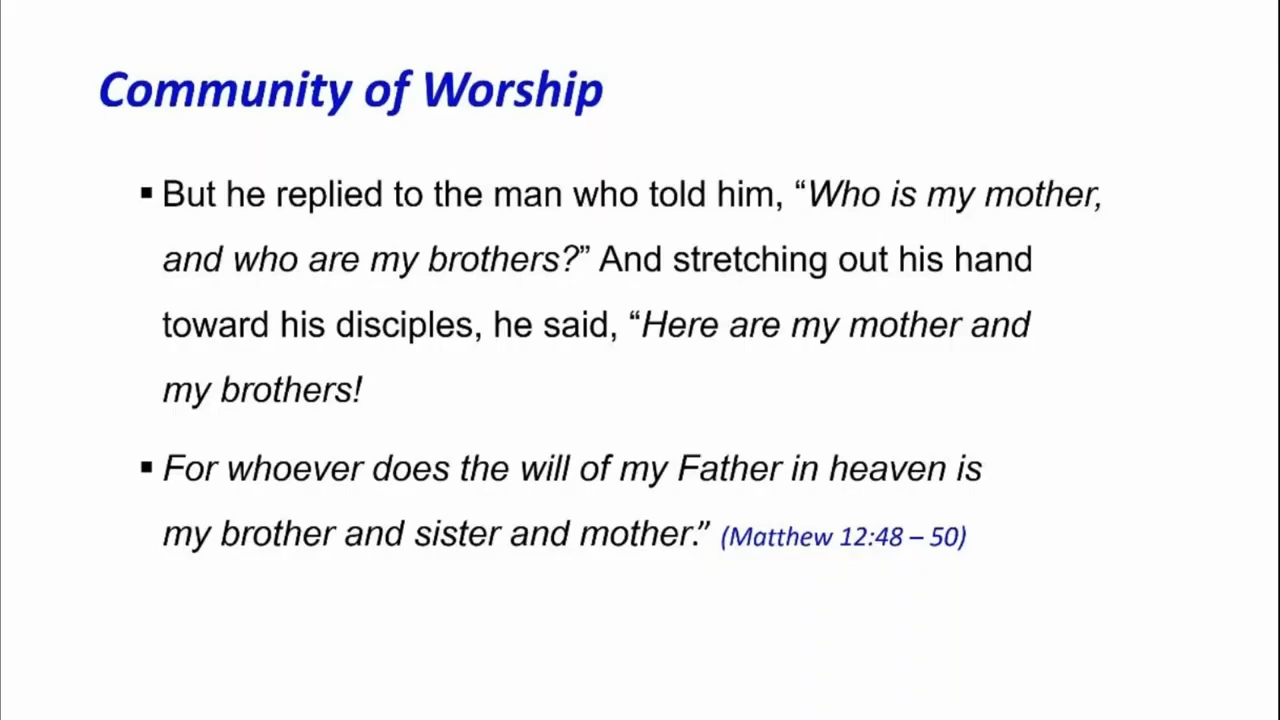 Community of Worship
▪ But he replied to the man who told him, “Who is my mother,
and who are my brothers?” And stretching out his hand
toward his disciples, he said, “Here are my mother and
my brothers!
▪ For whoever does the will of my Father in heaven is
my brother and sister and mother.” (Matthew 12:48 – 50)